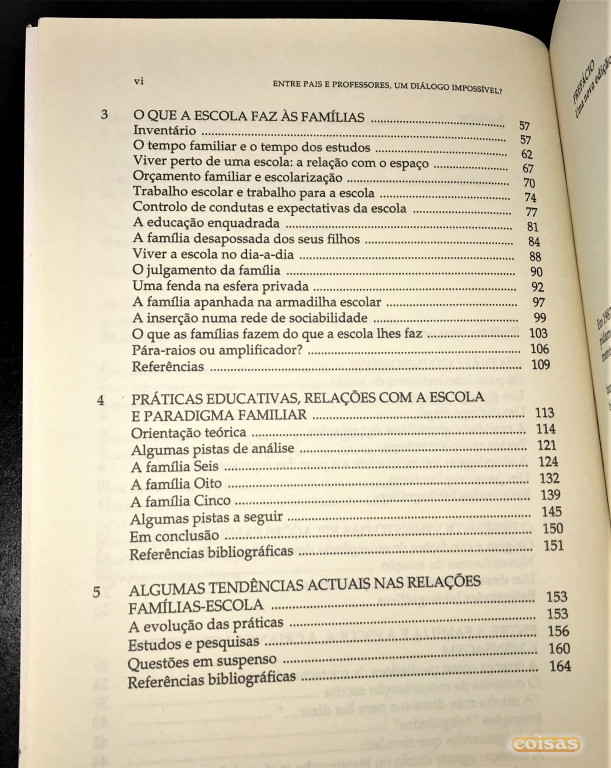 vi ENTRE PAIS E PROFESSORES, UM DIÁLOGO IMPOSSÍVEL?
3 O QUE A ESCOLA FAZ ÀS FAMÍLIAS 57
Inventário 57
O tempo familiar e o tempo dos estudos 62
Viver perto de uma escola: a relação com o espaço 67
Orçamento familiar e escolarização 70
Trabalho escolar e trabalho para a escola 74
Controlo de condutas e expectativas da escola 77
A educação enquadrada 81
A família desapossada dos seus filhos 84
Viver a escola no dia-a-dia 88
O julgamento da família 90
Uma fenda na esfera privada 92
A família apanhada na armadilha escolar 97
A inserção numa rede de sociabilidade 99
O que as famílias fazem do que a escola lhes faz 103
Pára-raios ou amplificador? 106
Referências 109
4 PRÁTICAS EDUCATIVAS, RELAÇÕES COM A ESCOLA
E PARADIGMA FAMILIAR 113
Orientação teórica 114
Algumas pistas de análise 121
A família Seis 124
A família Oito 132
A família Cinco 139
Algumas pistas a seguir 145
Em conclusão 150
Referências bibliográficas 151
5 ALGUMAS TENDÊNCIAS ACTUAIS NAS RELAÇÕES
FAMÍLIAS-ESCOLA 153
A evolução das práticas 153
Estudos e pesquisas 156
Questões em suspenso 160
Referências bibliográficas 164
PREFÁCIO
Uma nova edição
coisas